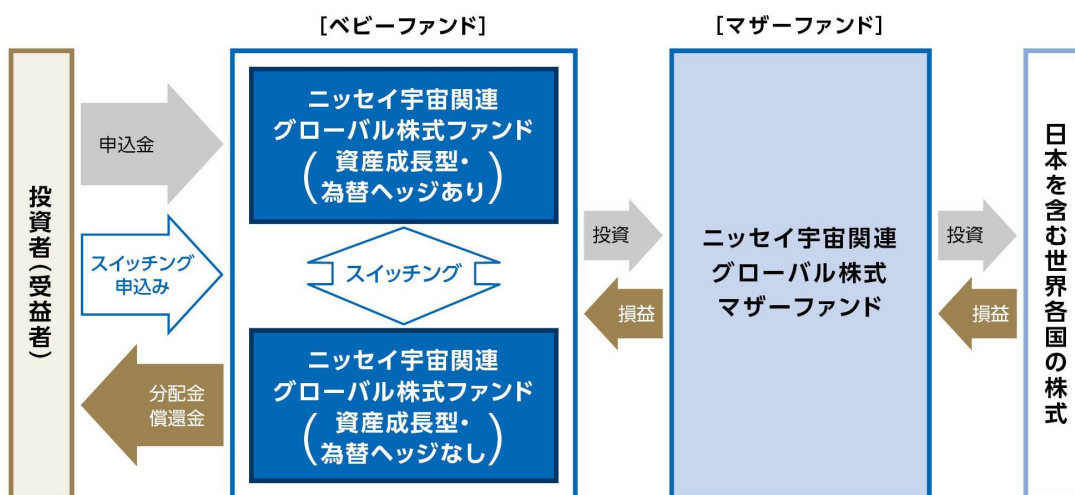 [ベビーファンド]
[マザーファンド]
投資者(受益者)
申込金
スイッチング
申込み
分配金
償還金
ニッセイ宇宙関連
グローバル株式ファンド
(資産成長型・
為替ヘッジあり)
スイッチング
ニッセイ宇宙関連
グローバル株式ファンド
(資産成長型・
為替ヘッジなし)
投資
損益
ニッセイ宇宙関連
グローバル株式
マザーファンド
投資
損益
日本を含む世界各国の株式